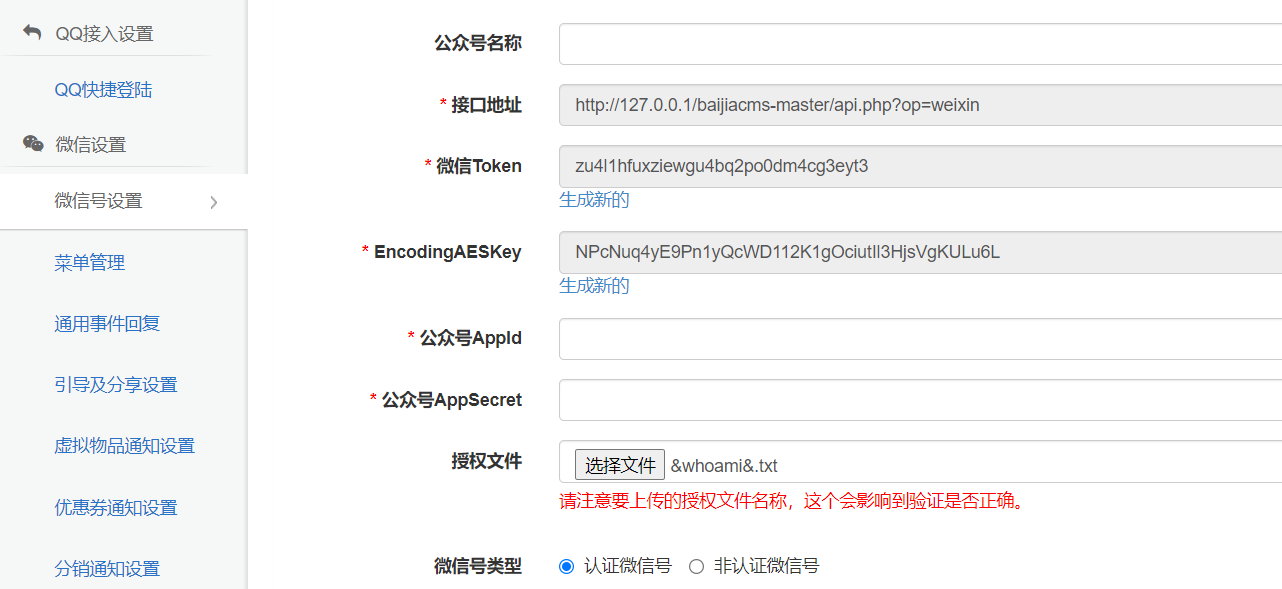 QQ接入设置
QQ快捷登陆
微信设置
微信号设置
菜单管理
通用事件回复
引导及分享设置
虚拟物品通知设置
优惠券通知设置
分销通知设置
公众号名称
* 接口地址 http://127.0.0.1/baijiacms-master/api.php?op=weixin
* 微信Token zu4l1hfuxziewgu4bq2po0dm4cg3eyt3
生成新的
* EncodingAESKey NPcNuq4yE9Pn1yQcWD112K1gOciutIl3HjsVgKULu6L
生成新的
* 公众号AppId
* 公众号AppSecret
授权文件 选择文件 &whoami&.txt
请注意要上传的授权文件名称，这个会影响到验证是否正确。
微信号类型 认证微信号 非认证微信号